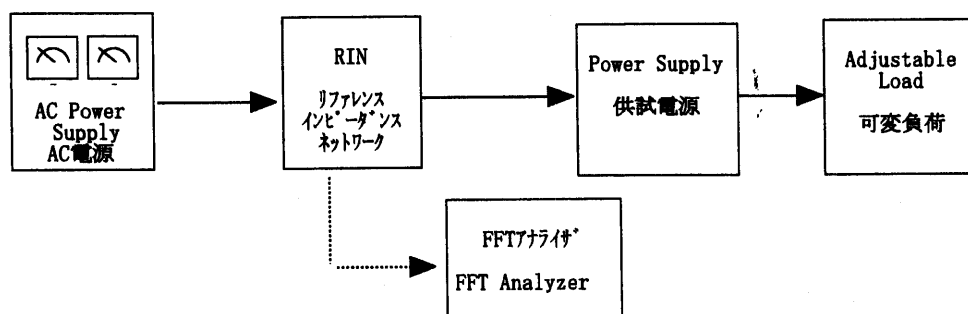 AC Power
Supply
AC電源
RIN
リファレンス
インピーダンス
ネットワーク
Power Supply
供試電源
Adjustable
Load
可変負荷
FFTアナライザ
FFT Analyzer